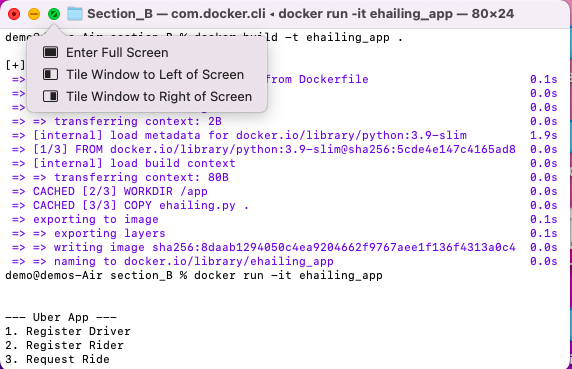 Section_B — com.docker.cli ◂ docker run -it ehailing_app — 80×24
demo@demos-Air section_B % docker build -t ehailing_app .
Enter Full Screen
Tile Window to Left of Screen
Tile Window to Right of Screen
[+]
=> from Dockerfile 0.1s
=> 0.0s
=> 0.0s
=> => transferring context: 2B 0.0s
=> [internal] load metadata for docker.io/library/python:3.9-slim 1.9s
=> [1/3] FROM docker.io/library/python:3.9-slim@sha256:5cde4e147c4165ad8 0.0s
=> [internal] load build context 0.0s
=> => transferring context: 80B 0.0s
=> CACHED [2/3] WORKDIR /app 0.0s
=> CACHED [3/3] COPY ehailing.py . 0.0s
=> exporting to image 0.1s
=> => exporting layers 0.1s
=> => writing image sha256:8daab1294050c4ea9204662f9767aee1f136f4313a0c4 0.0s
=> => naming to docker.io/library/ehailing_app 0.0s
demo@demos-Air section_B % docker run -it ehailing_app
--- Uber App ---
1. Register Driver
2. Register Rider
3. Request Ride